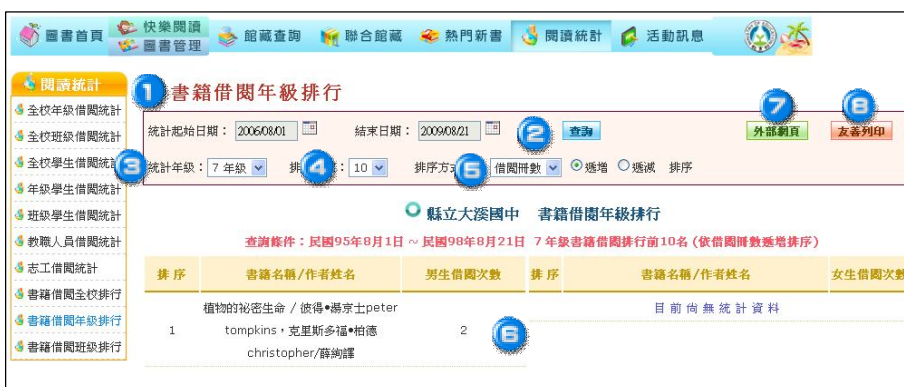 圖書首頁 快樂閱讀 圖書管理 館藏查詢 聯合館藏 熱門新書 閱讀統計 活動訊息
閱讀統計
全校年級借閱統計
全校班級借閱統計
全校學生借閱統計
年級學生借閱統計
班級學生借閱統計
教職人員借閱統計
志工借閱統計
書籍借閱全校排行
書籍借閱年級排行
書籍借閱班級排行
1 書籍借閱年級排行
統計起始日期： 2006/08/01 結束日期： 2009/08/21 2 查詢 7 外部網頁 8 友善列印
3 統計年級： 7 年級 排 4 ： 10 排序方 5 借閱冊數 遞增 遞減 排序
縣立大溪國中 書籍借閱年級排行
查詢條件：民國95年8月1日 ~ 民國98年8月21日 7 年級書籍借閱排行前10名 (依借閱冊數遞增排序)
排 序 書籍名稱/作者姓名 男生借閱次數 排 序 書籍名稱/作者姓名 女生借閱次數
1 植物的祕密生命 / 彼得•湯京士peter tompkins，克里斯多福•柏德 christopher/薛絢譯 2 6 目 前 尚 無 統 計 資 料